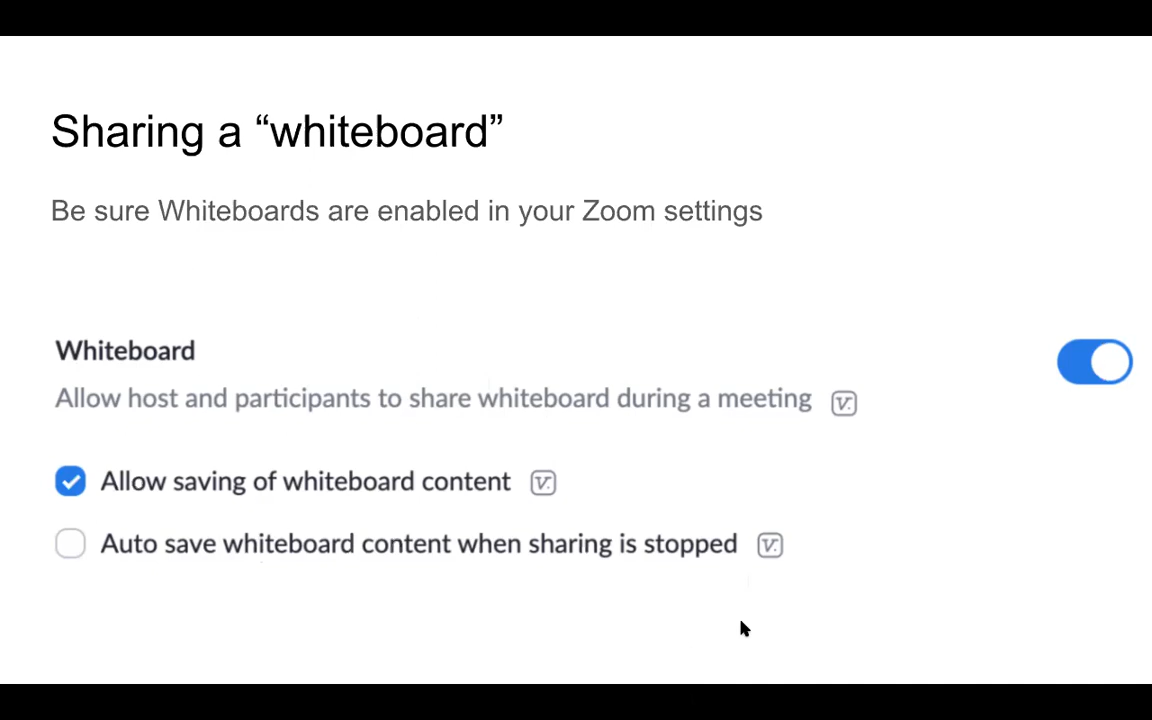 Sharing a “whiteboard”
Be sure Whiteboards are enabled in your Zoom settings
Whiteboard
Allow host and participants to share whiteboard during a meeting
Allow saving of whiteboard content
Auto save whiteboard content when sharing is stopped